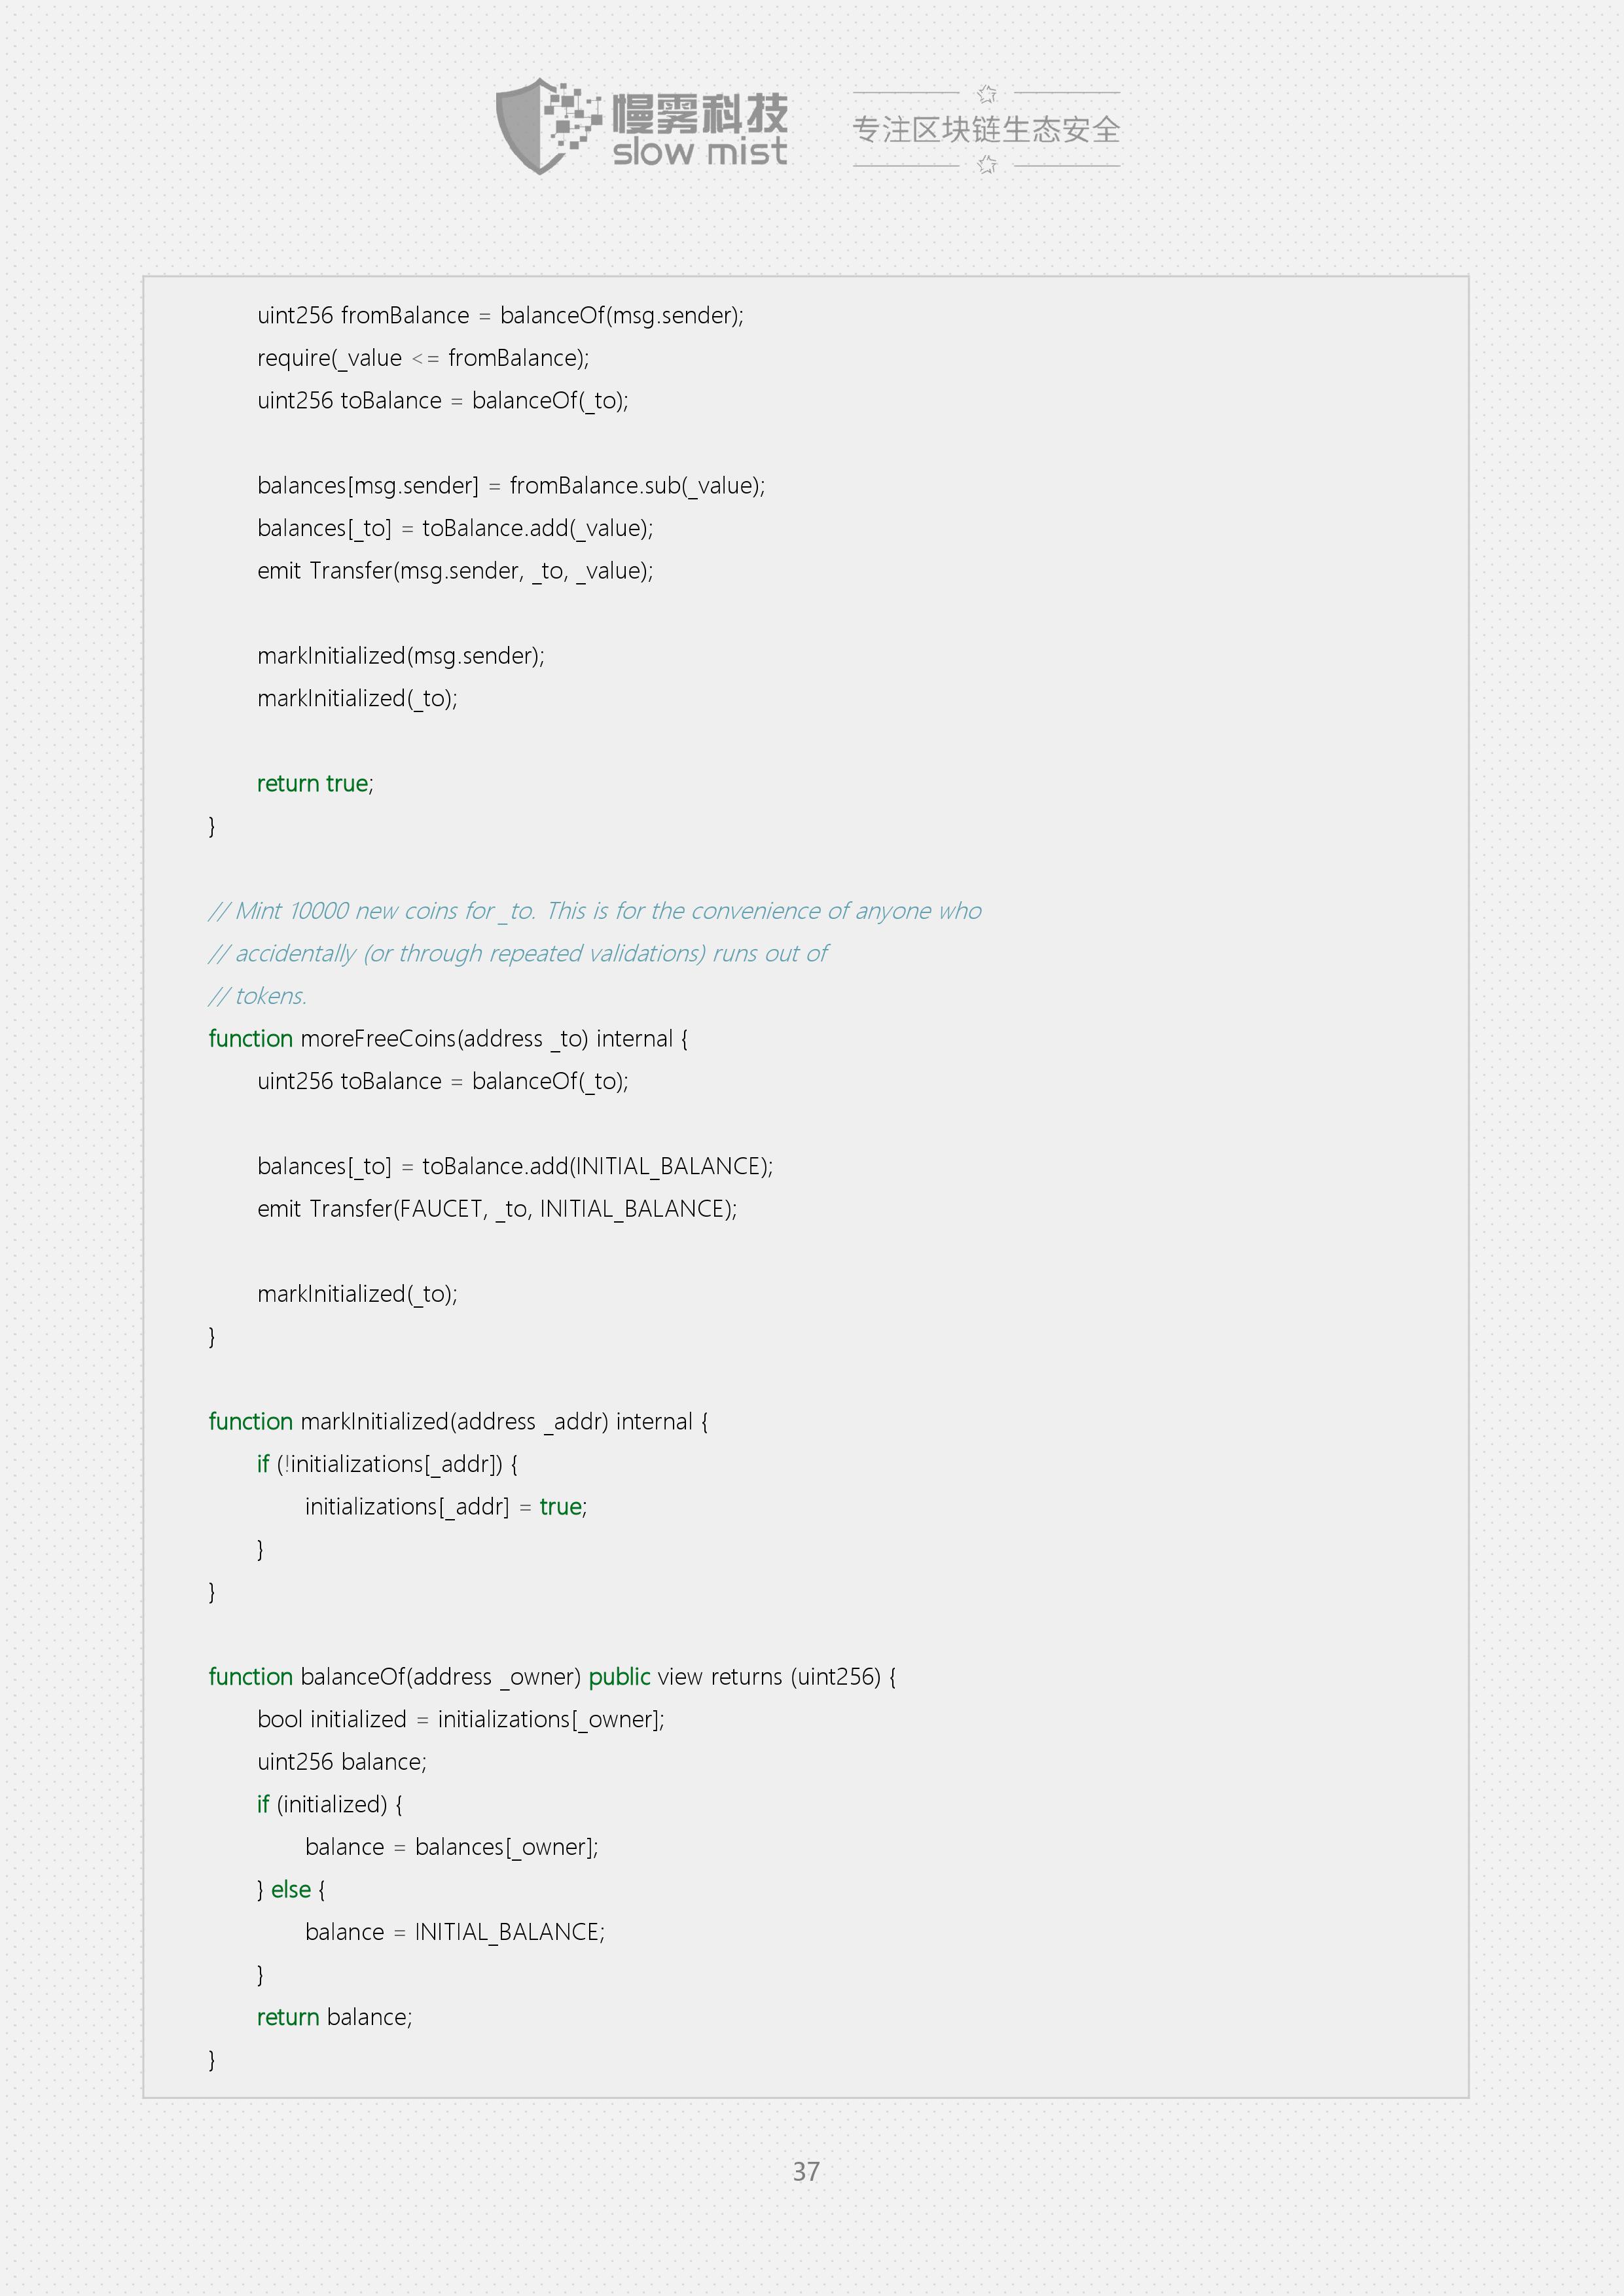 慢雾科技
slow mist
专注区块链生态安全
uint256 fromBalance = balanceOf(msg.sender);
require(_value <= fromBalance);
uint256 toBalance = balanceOf(_to);
balances[msg.sender] = fromBalance.sub(_value);
balances[_to] = toBalance.add(_value);
emit Transfer(msg.sender, _to, _value);
markInitialized(msg.sender);
markInitialized(_to);
return true;
}
// Mint 10000 new coins for _to. This is for the convenience of anyone who
// accidentally (or through repeated validations) runs out of
// tokens.
function moreFreeCoins(address _to) internal {
uint256 toBalance = balanceOf(_to);
balances[_to] = toBalance.add(INITIAL_BALANCE);
emit Transfer(FAUCET, _to, INITIAL_BALANCE);
markInitialized(_to);
}
function markInitialized(address _addr) internal {
if (!initializations[_addr]) {
initializations[_addr] = true;
}
}
function balanceOf(address _owner) public view returns (uint256) {
bool initialized = initializations[_owner];
uint256 balance;
if (initialized) {
balance = balances[_owner];
} else {
balance = INITIAL_BALANCE;
}
return balance;
}
37